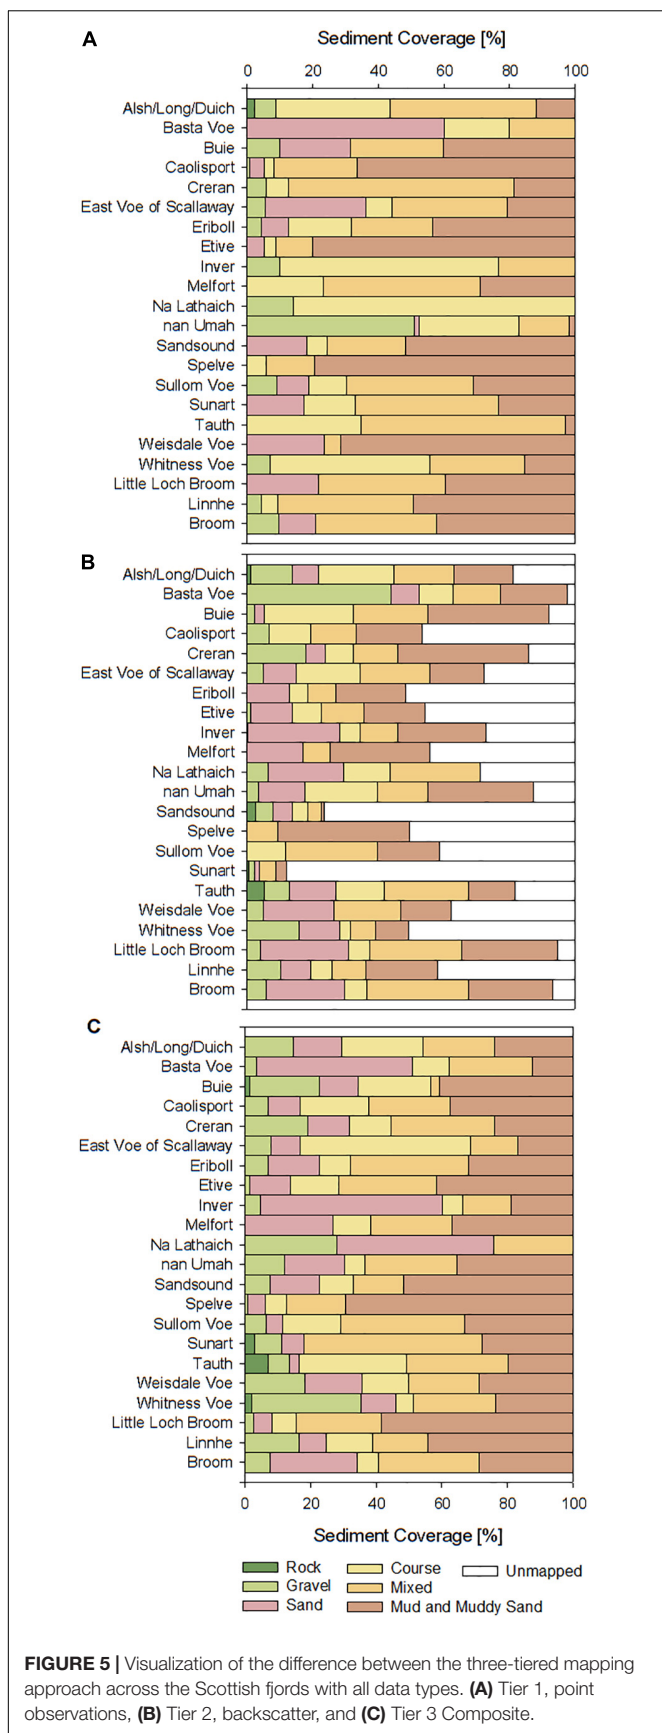 A
Sediment Coverage [%]
0 20 40 60 80 100
Alsh/Long/Duich
Basta Voe
Buie
Caolisport
Creran
East Voe of Scallaway
Eriboll
Etive
Inver
Melfort
Na Lathaich
nan Umah
Sandsound
Spelve
Sullom Voe
Sunart
Tauth
Weisdale Voe
Whitness Voe
Little Loch Broom
Linnhe
Broom
B
Alsh/Long/Duich
Basta Voe
Buie
Caolisport
Creran
East Voe of Scallaway
Eriboll
Etive
Inver
Melfort
Na Lathaich
nan Umah
Sandsound
Spelve
Sullom Voe
Sunart
Tauth
Weisdale Voe
Whitness Voe
Little Loch Broom
Linnhe
Broom
C
Alsh/Long/Duich
Basta Voe
Buie
Caolisport
Creran
East Voe of Scallaway
Eriboll
Etive
Inver
Melfort
Na Lathaich
nan Umah
Sandsound
Spelve
Sullom Voe
Sunart
Tauth
Weisdale Voe
Whitness Voe
Little Loch Broom
Linnhe
Broom
0 20 40 60 80 100
Sediment Coverage [%]
Rock Course Unmapped
Gravel Mixed
Sand Mud and Muddy Sand
FIGURE 5 | Visualization of the difference between the three-tiered mapping
approach across the Scottish fjords with all data types. (A) Tier 1, point
observations, (B) Tier 2, backscatter, and (C) Tier 3 Composite.